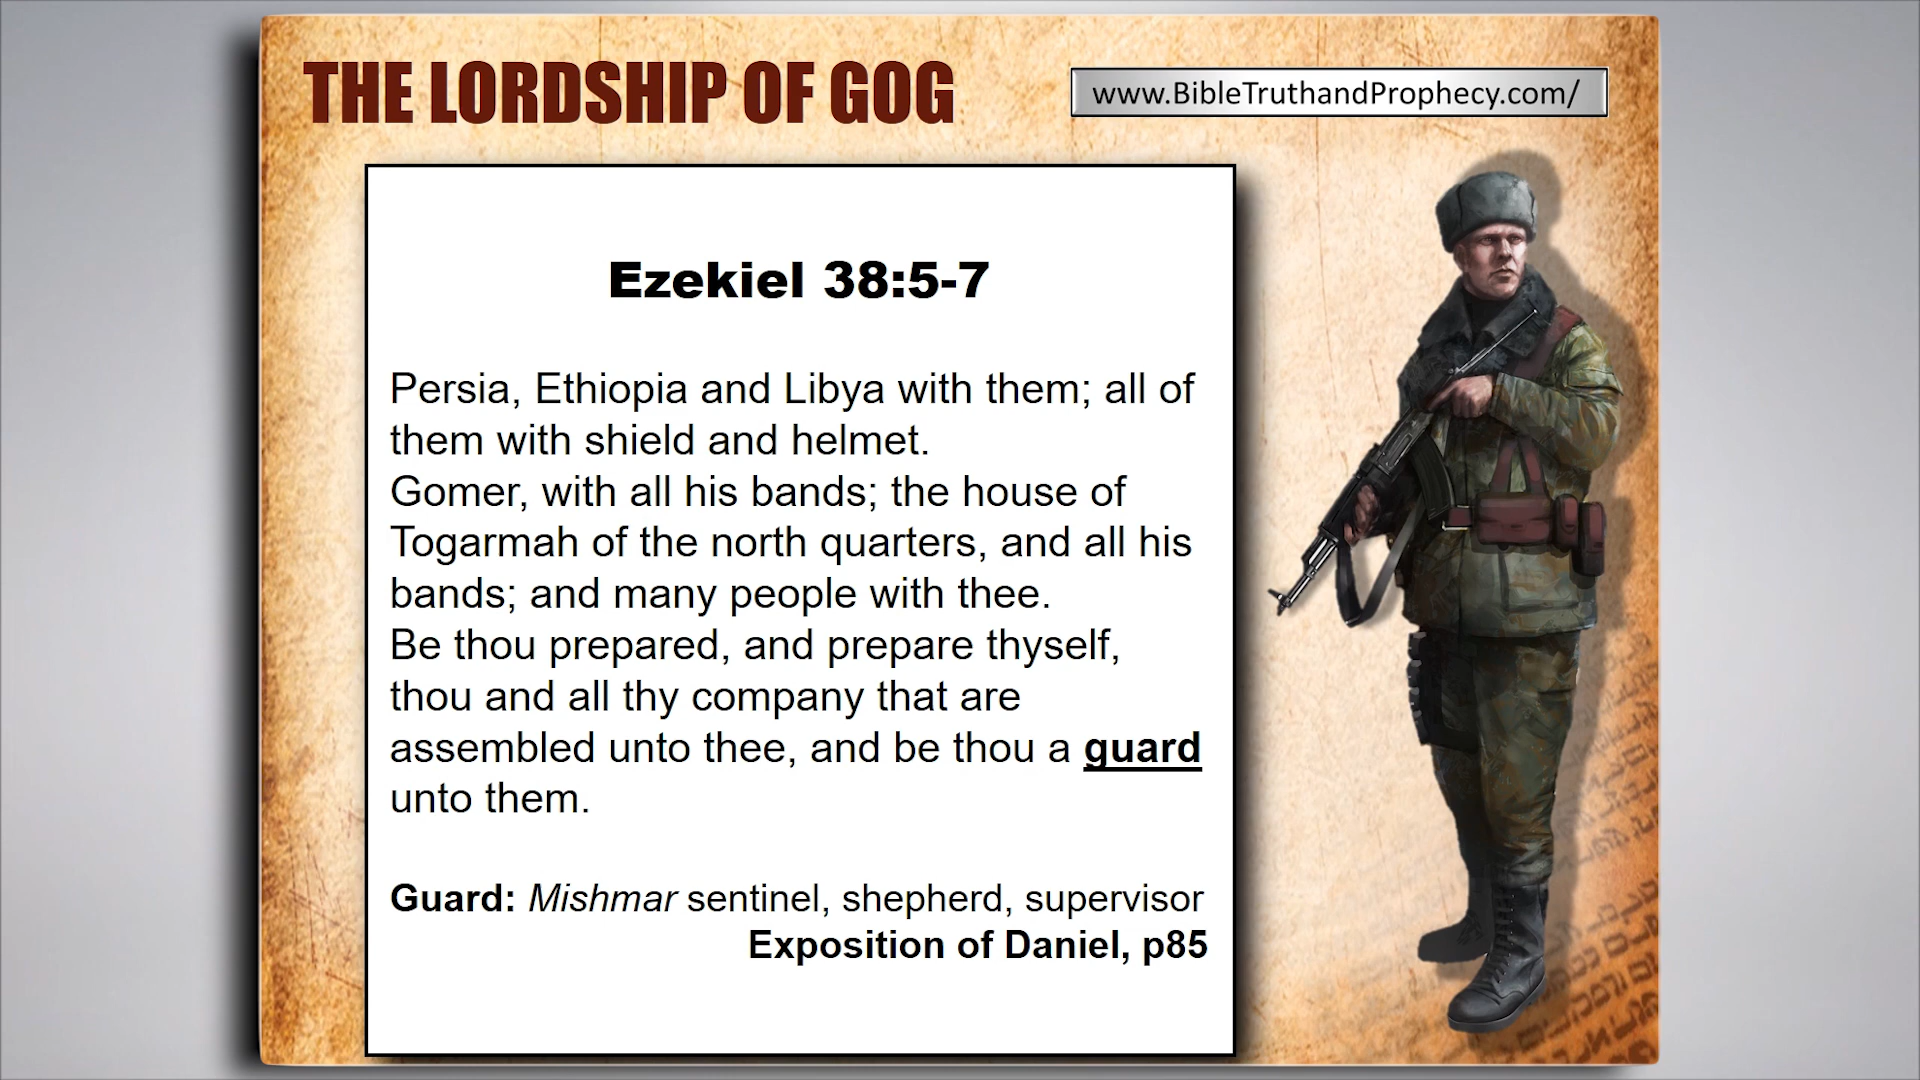 THE LORDSHIP OF GOG
www.BibleTruthandProphecy.com/
Ezekiel 38:5-7
Persia, Ethiopia and Libya with them; all of
them with shield and helmet.
Gomer, with all his bands; the house of
Togarmah of the north quarters, and all his
bands; and many people with thee.
Be thou prepared, and prepare thyself,
thou and all thy company that are
assembled unto thee, and be thou a guard
unto them.
Guard: Mishmar sentinel, shepherd, supervisor
Exposition of Daniel, p85